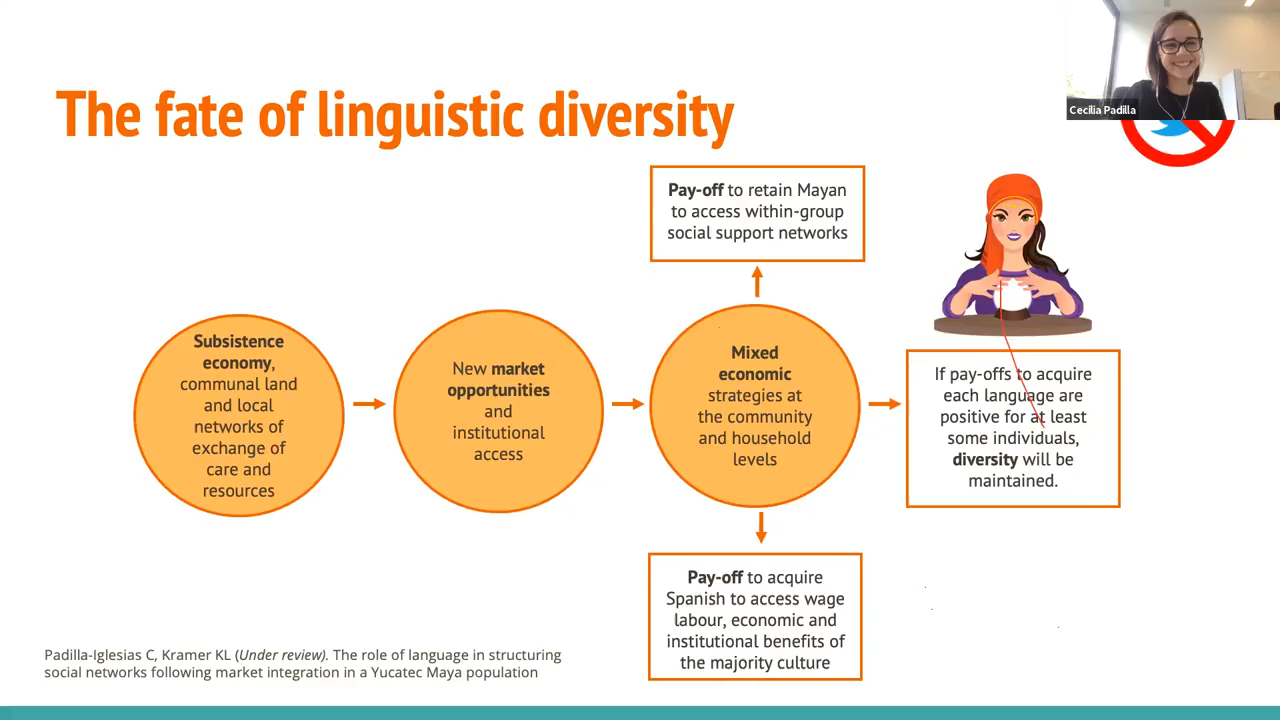 Cecilia Padilla
The fate of linguistic diversity
Pay-off to retain Mayan
to access within-group
social support networks
Subsistence
economy,
communal land
and local
networks of
exchange of
care and
resources
New market
opportunities
and
institutional
access
Mixed
economic
strategies at
the community
and household
levels
If pay-offs to acquire
each language are
positive for at least
some individuals,
diversity will be
maintained.
Pay-off to acquire
Spanish to access wage
labour, economic and
institutional benefits of
the majority culture
Padilla-Iglesias C, Kramer KL (Under review). The role of language in structuring
social networks following market integration in a Yucatec Maya population